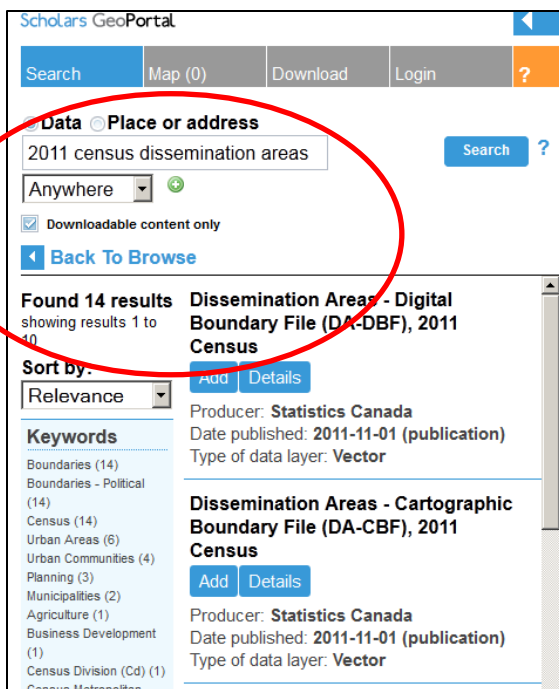 Scholars GeoPortal
Search Map (0) Download Login ?
Data Place or address
2011 census dissemination areas Search ?
Anywhere
Downloadable content only
Back To Browse
Found 14 results
showing results 1 to
10
Sort by:
Relevance
Keywords
Boundaries (14)
Boundaries - Political
(14)
Census (14)
Urban Areas (6)
Urban Communities (4)
Planning (3)
Municipalities (2)
Agriculture (1)
Business Development
(1)
Census Division (Cd) (1)
Census Metropolitan
Dissemination Areas - Digital
Boundary File (DA-DBF), 2011
Census
Add Details
Producer: Statistics Canada
Date published: 2011-11-01 (publication)
Type of data layer: Vector
Dissemination Areas - Cartographic
Boundary File (DA-CBF), 2011
Census
Add Details
Producer: Statistics Canada
Date published: 2011-11-01 (publication)
Type of data layer: Vector